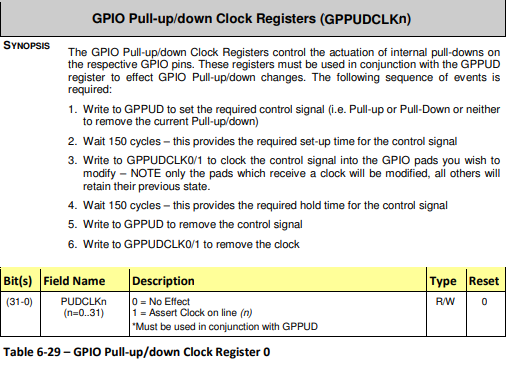 GPIO Pull-up/down Clock Registers (GPPUDCLKn)
SYNOPSIS
The GPIO Pull-up/down Clock Registers control the actuation of internal pull-downs on
the respective GPIO pins. These registers must be used in conjunction with the GPPUD
register to effect GPIO Pull-up/down changes. The following sequence of events is
required:
1. Write to GPPUD to set the required control signal (i.e. Pull-up or Pull-Down or neither
to remove the current Pull-up/down)
2. Wait 150 cycles – this provides the required set-up time for the control signal
3. Write to GPPUDCLK0/1 to clock the control signal into the GPIO pads you wish to
modify – NOTE only the pads which receive a clock will be modified, all others will
retain their previous state.
4. Wait 150 cycles – this provides the required hold time for the control signal
5. Write to GPPUD to remove the control signal
6. Write to GPPUDCLK0/1 to remove the clock
Bit(s) Field Name Description Type Reset
(31-0) PUDCLKn 0 = No Effect R/W 0
(n=0..31) 1 = Assert Clock on line (n)
*Must be used in conjunction with GPPUD
Table 6-29 – GPIO Pull-up/down Clock Register 0